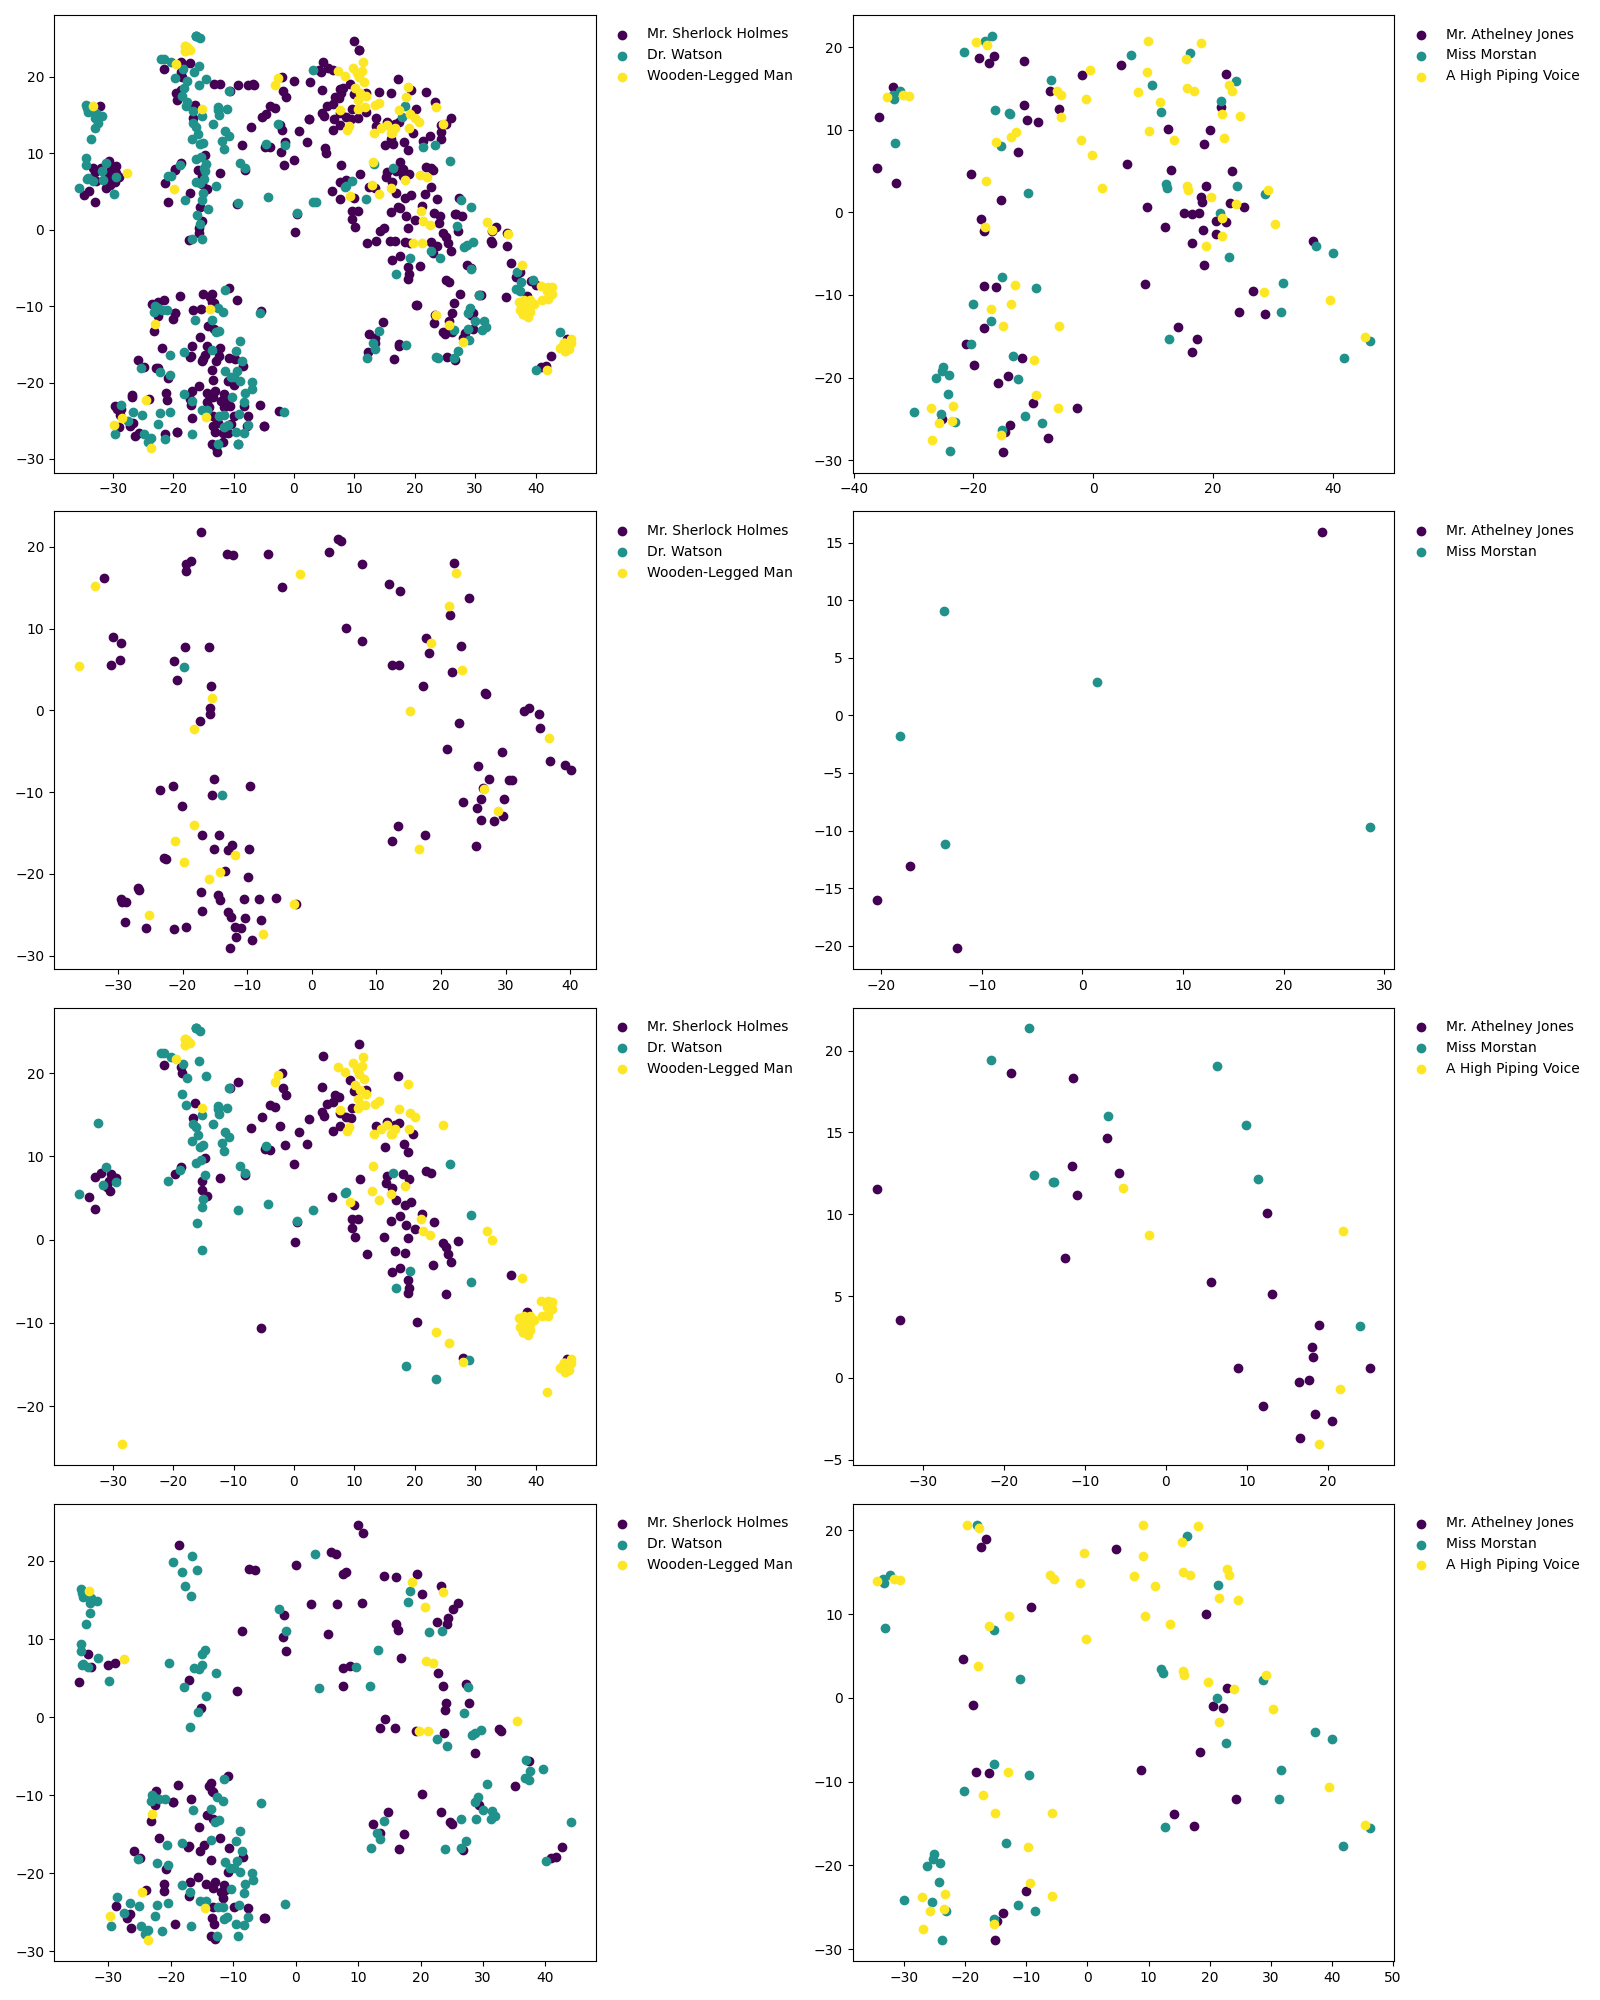 20
10
0
−10
−20
−30
−30 −20 −10 0 10 20 30 40
Mr. Sherlock Holmes
Dr. Watson
Wooden-Legged Man
20
10
0
−10
−20
−30
−40 −20 0 20 40
Mr. Athelney Jones
Miss Morstan
A High Piping Voice
20
10
0
−10
−20
−30
−30 −20 −10 0 10 20 30 40
Mr. Sherlock Holmes
Dr. Watson
Wooden-Legged Man
15
10
5
0
−5
−10
−15
−20
−20 −10 0 10 20 30
Mr. Athelney Jones
Miss Morstan
20
10
0
−10
−20
−30 −20 −10 0 10 20 30 40
Mr. Sherlock Holmes
Dr. Watson
Wooden-Legged Man
20
15
10
5
0
−5
−30 −20 −10 0 10 20
Mr. Athelney Jones
Miss Morstan
A High Piping Voice
20
10
0
−10
−20
−30
−30 −20 −10 0 10 20 30 40
Mr. Sherlock Holmes
Dr. Watson
Wooden-Legged Man
20
10
0
−10
−20
−30
−30 −20 −10 0 10 20 30 40 50
Mr. Athelney Jones
Miss Morstan
A High Piping Voice